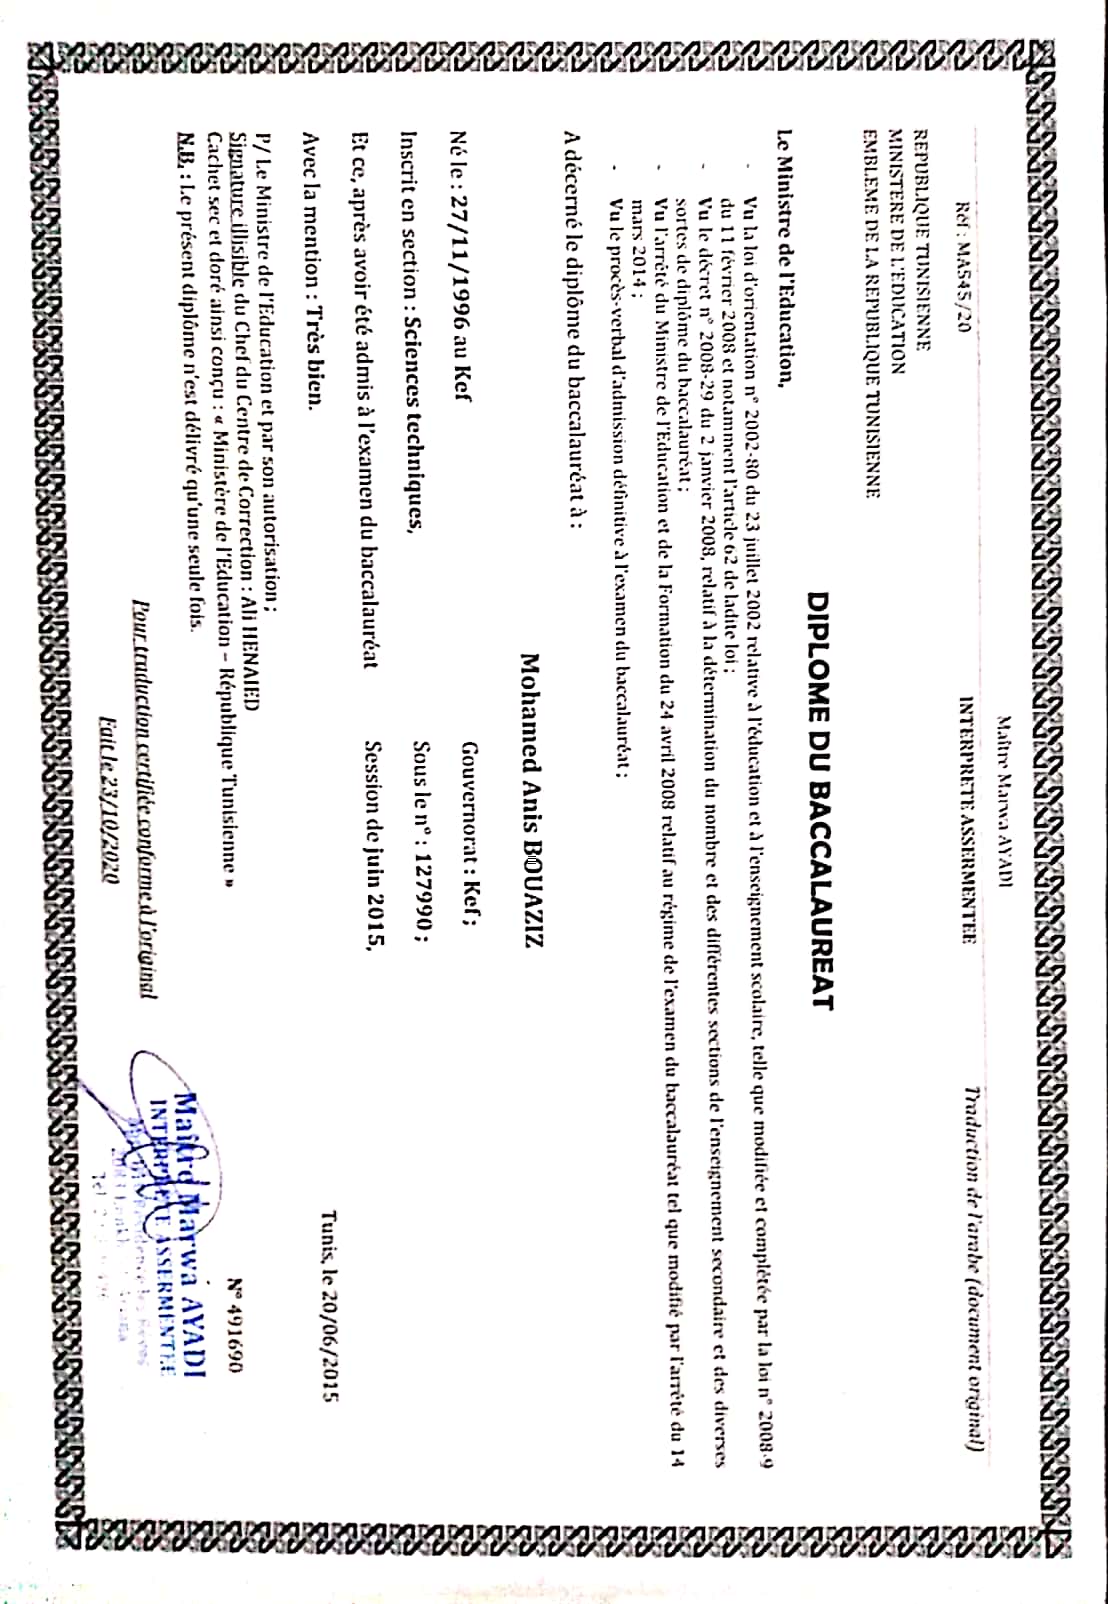 Maître Marwa AYADI
Réf : MA545/20
INTERPRETE ASSERMENTEE
Traduction de l'arabe (document original)
REPUBLIQUE TUNISIENNE
MINISTERE DE L'EDUCATION
EMBLEME DE LA REPUBLIQUE TUNISIENNE
DIPLOME DU BACCALAUREAT
Le Ministre de l'Education,
- Vu la loi d'orientation n° 2002-80 du 23 juillet 2002 relative à l'éducation et à l'enseignement scolaire, telle que modifiée et complétée par la loi n° 2008-9
du 11 février 2008 et notamment l'article 62 de ladite loi ;
- Vu le décret n° 2008-29 du 2 janvier 2008, relatif à la détermination du nombre et des différentes sections de l'enseignement secondaire et des diverses
sortes de diplôme du baccalauréat ;
- Vu l'arrêté du Ministre de l'Education et de la Formation du 24 avril 2008 relatif au régime de l'examen du baccalauréat tel que modifié par l'arrêté du 14
mars 2014 ;
- Vu le procès-verbal d'admission définitive à l'examen du baccalauréat ;
A décerné le diplôme du baccalauréat à :
Mohamed Anis BOUAZIZ
Né le : 27/11/1996 au Kef
Gouvernorat : Kef ;
Inscrit en section : Sciences techniques,
Sous le n° : 127990 ;
Et ce, après avoir été admis à l'examen du baccalauréat
Session de juin 2015,
Avec la mention : Très bien.
Tunis, le 20/06/2015
P/ Le Ministre de l'Education et par son autorisation ;
Signature illisible du Chef du Centre de Correction : Ali HENAIED
Cachet sec et doré ainsi conçu : « Ministère de l'Education – République Tunisienne »
N° 491690
N.B. : Le présent diplôme n'est délivré qu'une seule fois.
Maître Marwa AYADI
INTERPRETE ASSERMENTEE
Pour traduction certifiée conforme à l'original
Fait le 23/10/2020